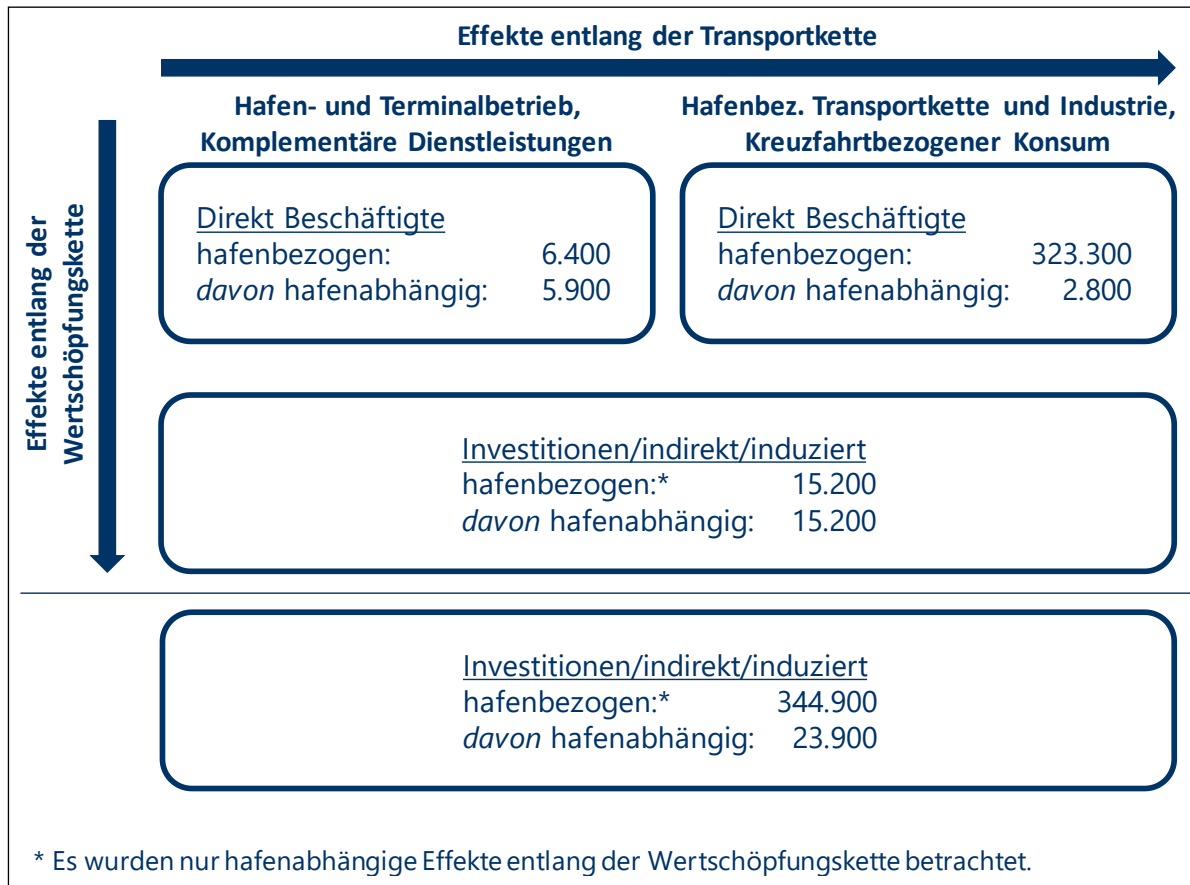 Effekte entlang der Transportkette
Hafen- und Terminalbetrieb,
Komplementäre Dienstleistungen
Hafenbez. Transportkette und Industrie,
Kreuzfahrtbezogener Konsum
Effekte entlang der
Wertschöpfungskette
Direkt Beschäftigte
hafenbezogen: 6.400
davon hafenabhängig: 5.900
Direkt Beschäftigte
hafenbezogen: 323.300
davon hafenabhängig: 2.800
Investitionen/indirekt/induziert
hafenbezogen:* 15.200
davon hafenabhängig: 15.200
Investitionen/indirekt/induziert
hafenbezogen:* 344.900
davon hafenabhängig: 23.900
* Es wurden nur hafenabhängige Effekte entlang der Wertschöpfungskette betrachtet.